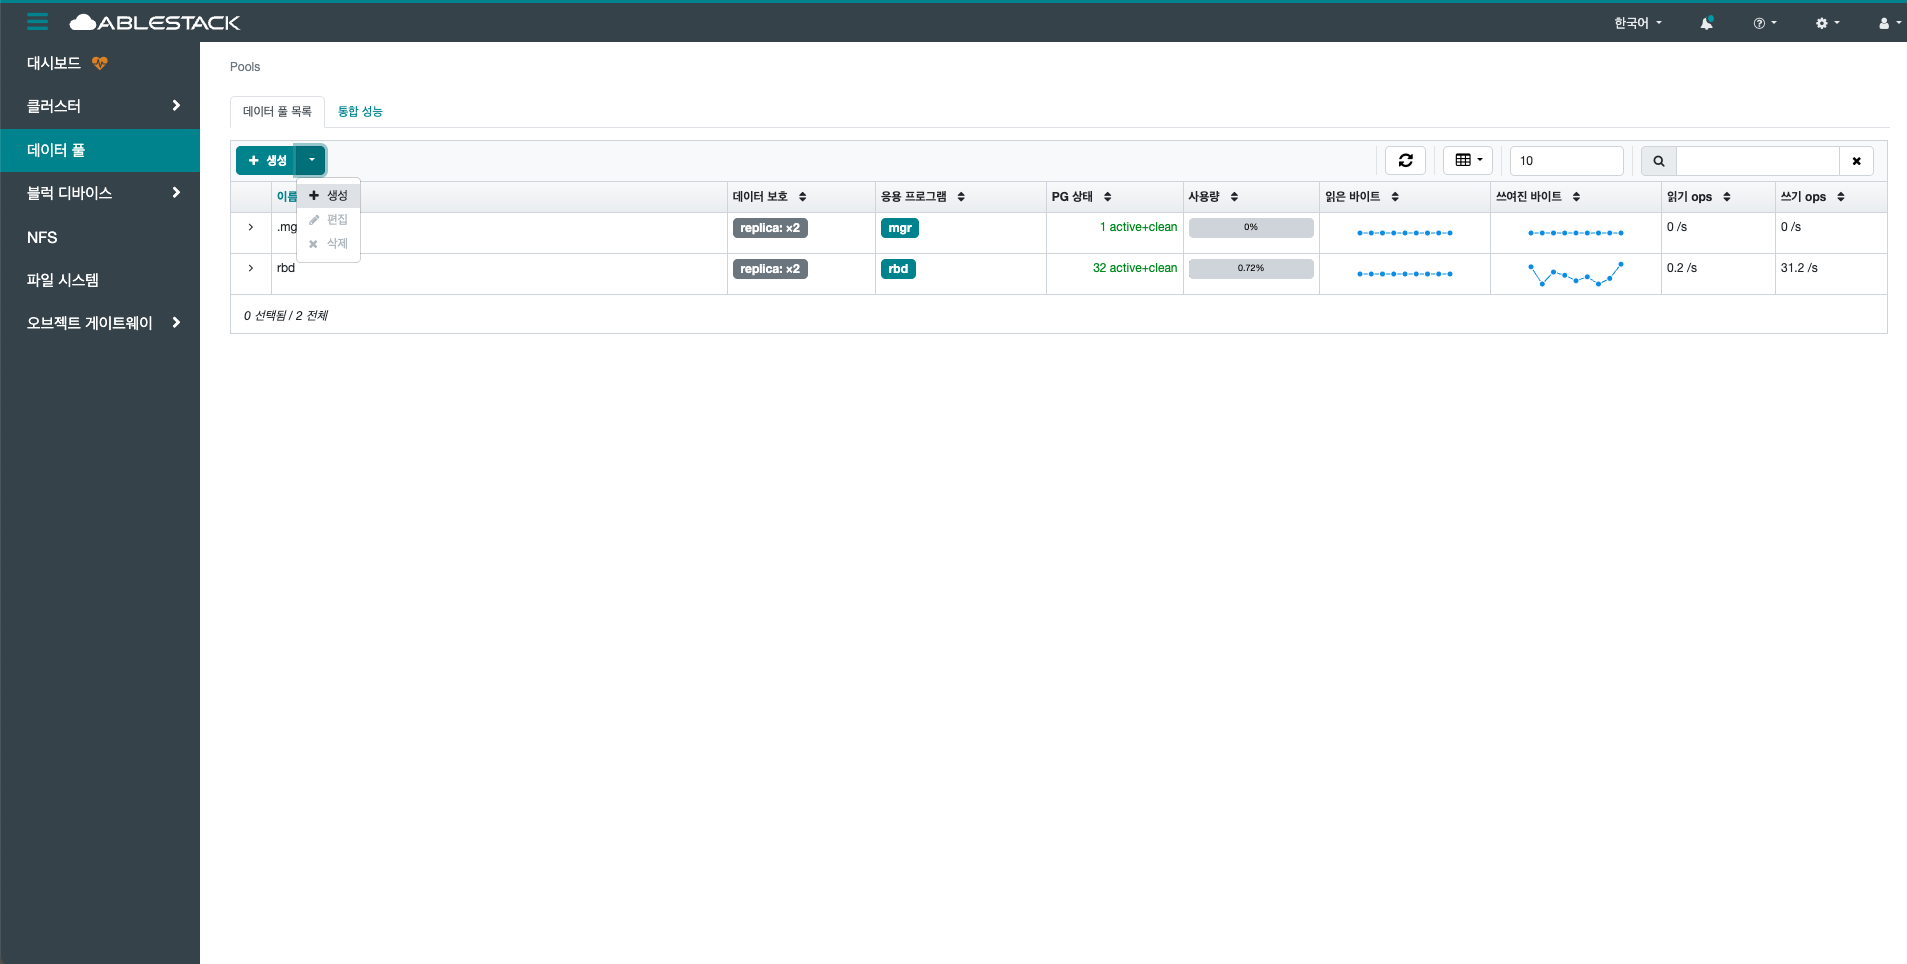 ABLESTACK
한국어
대시보드
클러스터
데이터 풀
블럭 디바이스
NFS
파일 시스템
오브젝트 게이트웨이
Pools
데이터 풀 목록 통합 성능
생성
10
생성
편집
삭제
이름 데이터 보호 응용 프로그램 PG 상태 사용량 읽은 바이트 쓰여진 바이트 읽기 ops 쓰기 ops
.mg replica: ×2 mgr 1 active+clean 0% 0 /s 0 /s
rbd replica: ×2 rbd 32 active+clean 0.72% 0.2 /s 31.2 /s
0 선택됨 / 2 전체